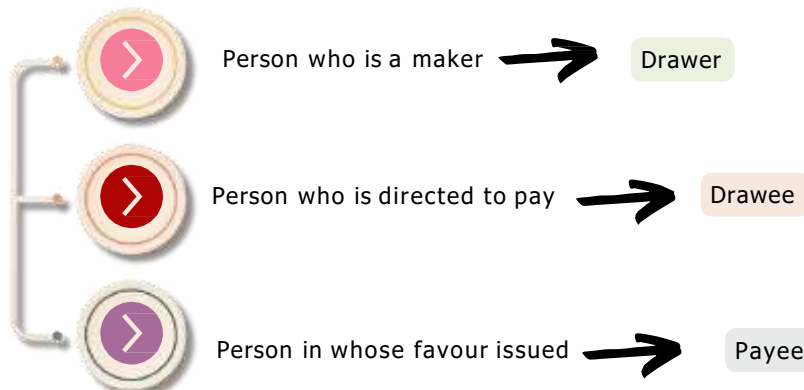 Person who is a maker Drawer
Person who is directed to pay Drawee
Person in whose favour issued Payee